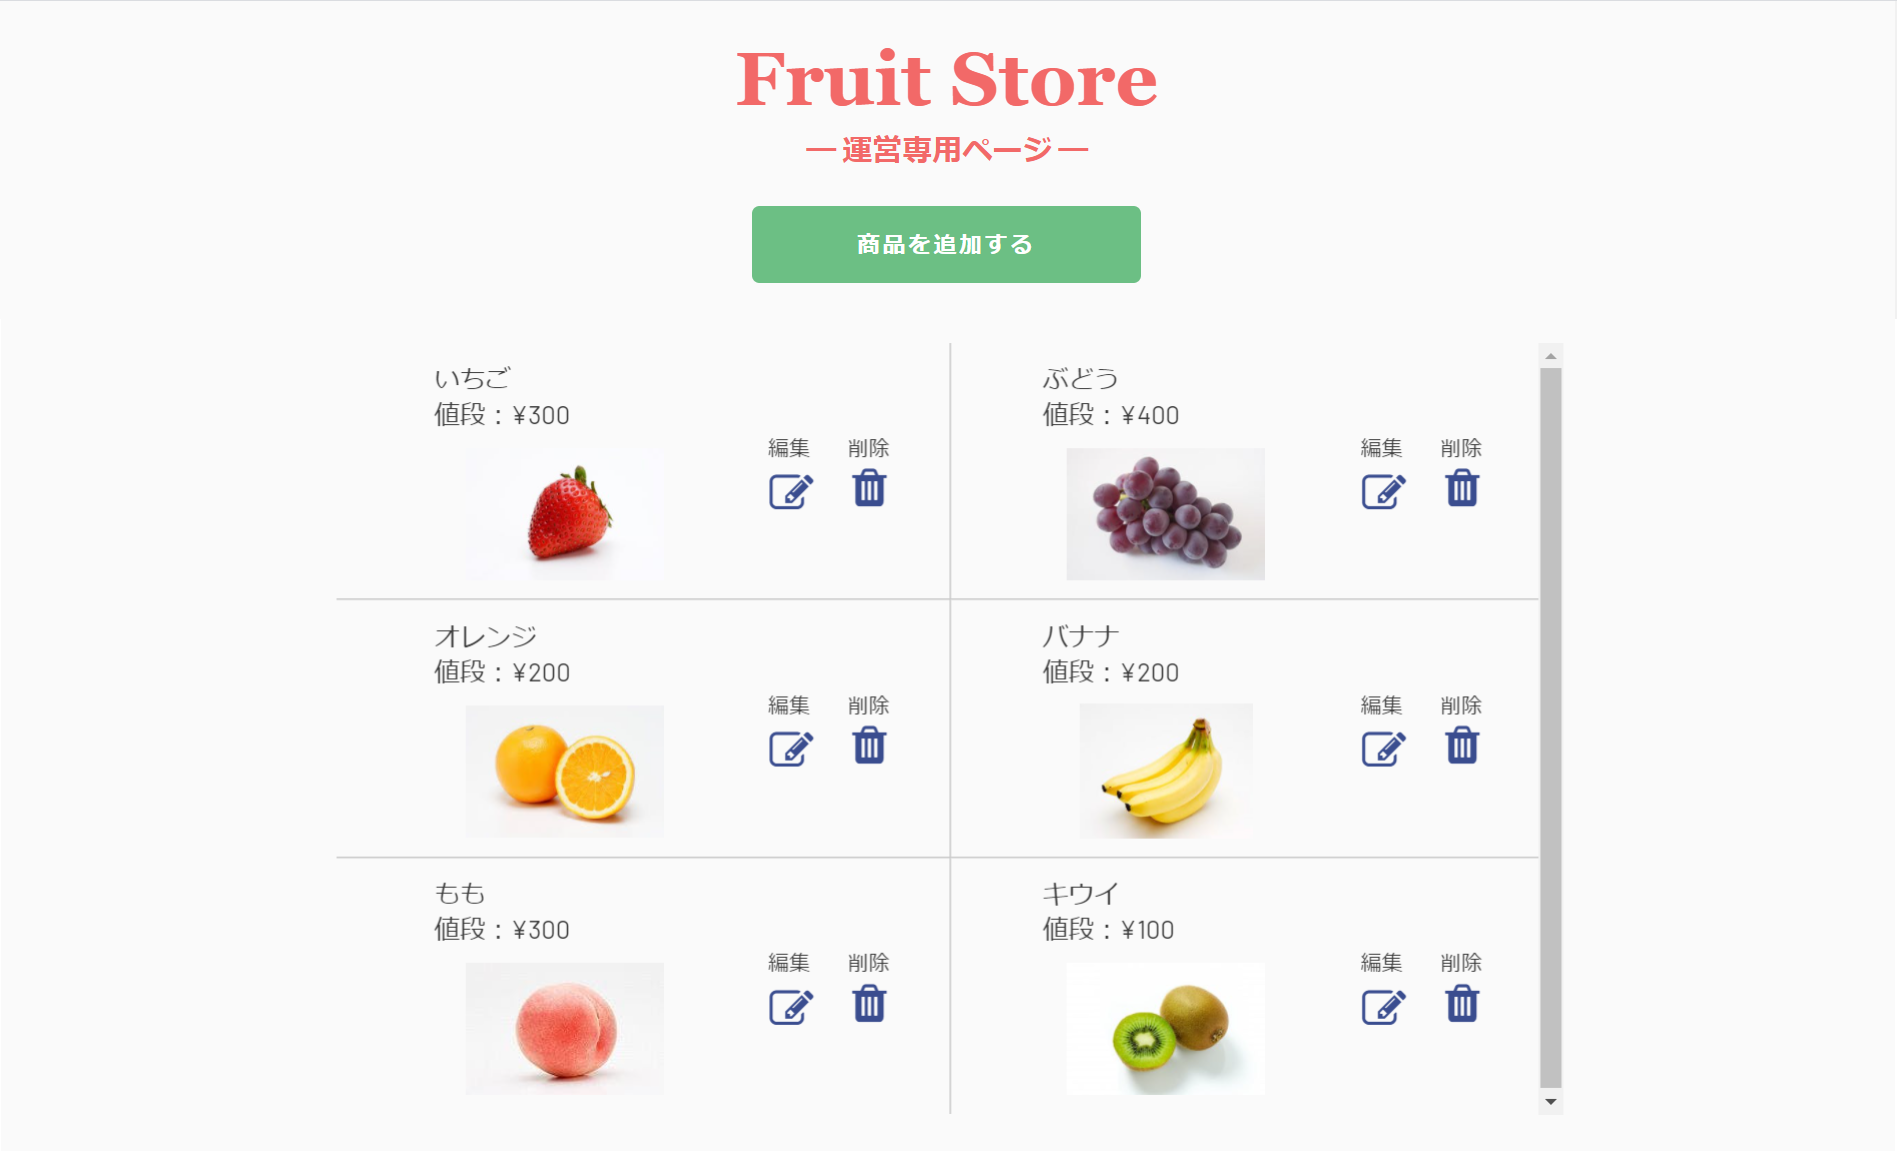 Fruit Store
― 運営専用ページ ―
商品を追加する
いちご
値段：¥300
編集 削除
ぶどう
値段：¥400
編集 削除
オレンジ
値段：¥200
編集 削除
バナナ
値段：¥200
編集 削除
もも
値段：¥300
編集 削除
キウイ
値段：¥100
編集 削除